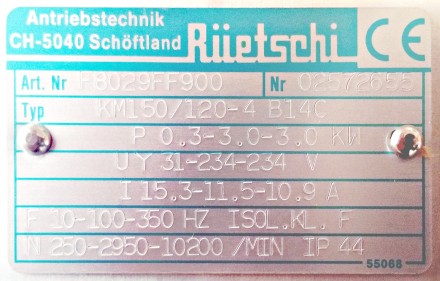 Antriebstechnik
CH-5040 Schöftland Rüetschi CE
Art. Nr H8029FF900 Nr 02572655
Typ KM150/120-4 B14C
P 0.3-3.0-3.0 KW
U Y 31-234-234 V
I 15.3-11.5-10.9 A
F 10-100-350 HZ ISOL.KL. F
N 250-2950-10200 /MIN IP 44
55068